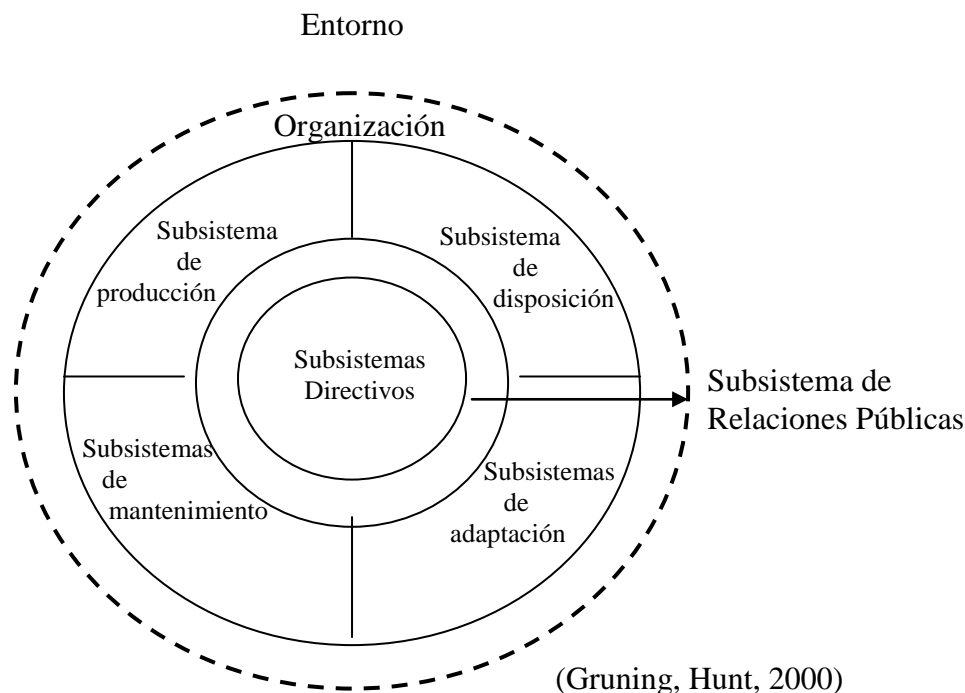 Entorno
Organización
Subsistema
de
producción
Subsistema
de
disposición
Subsistemas
Directivos
Subsistema de
Relaciones Públicas
Subsistemas
de
mantenimiento
Subsistemas
de
adaptación
(Gruning, Hunt, 2000)